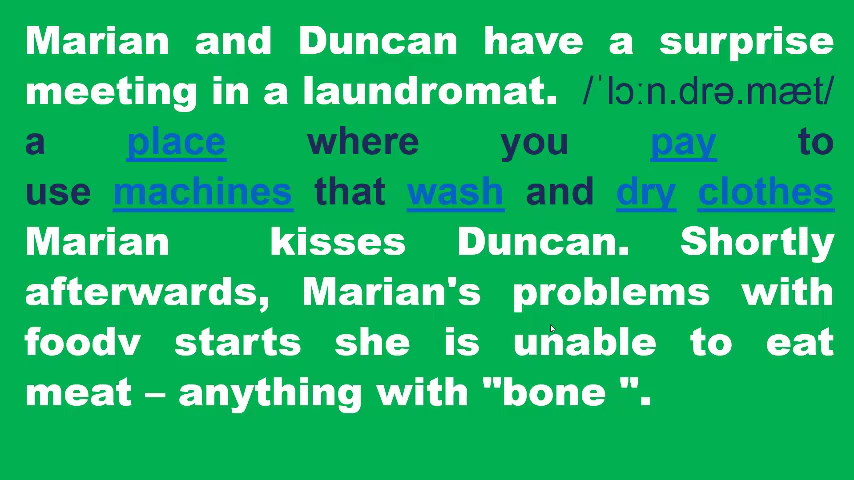 Marian and Duncan have a surprise
meeting in a laundromat. /ˈlɔːn.drə.mæt/
a place where you pay to
use machines that wash and dry clothes
Marian kisses Duncan. Shortly
afterwards, Marian's problems with
foodv starts she is unable to eat
meat – anything with "bone ".